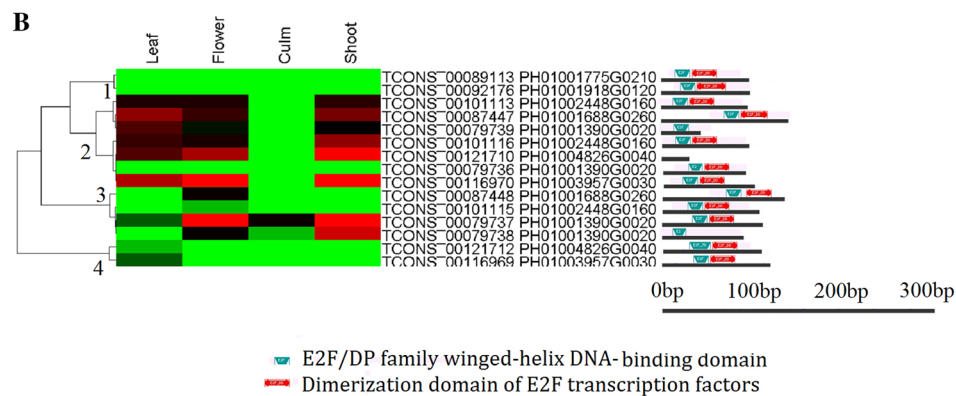 B
Leaf Flower Culm Shoot
1
2
3
4
TCONS_00089113 PH01001775G0210
TCONS_00092176 PH01001918G0120
TCONS_00101113 PH01002448G0160
TCONS_00087447 PH01001688G0260
TCONS_00079739 PH01001390G0020
TCONS_00101116 PH01002448G0160
TCONS_00121710 PH01004826G0040
TCONS_00079736 PH01001390G0020
TCONS_00116970 PH01003957G0030
TCONS_00087448 PH01001688G0260
TCONS_00101115 PH01002448G0160
TCONS_00079737 PH01001390G0020
TCONS_00079738 PH01001390G0020
TCONS_00121712 PH01004826G0040
TCONS_00116969 PH01003957G0030
0bp 100bp 200bp 300bp
E2F/DP family winged-helix DNA- binding domain
Dimerization domain of E2F transcription factors